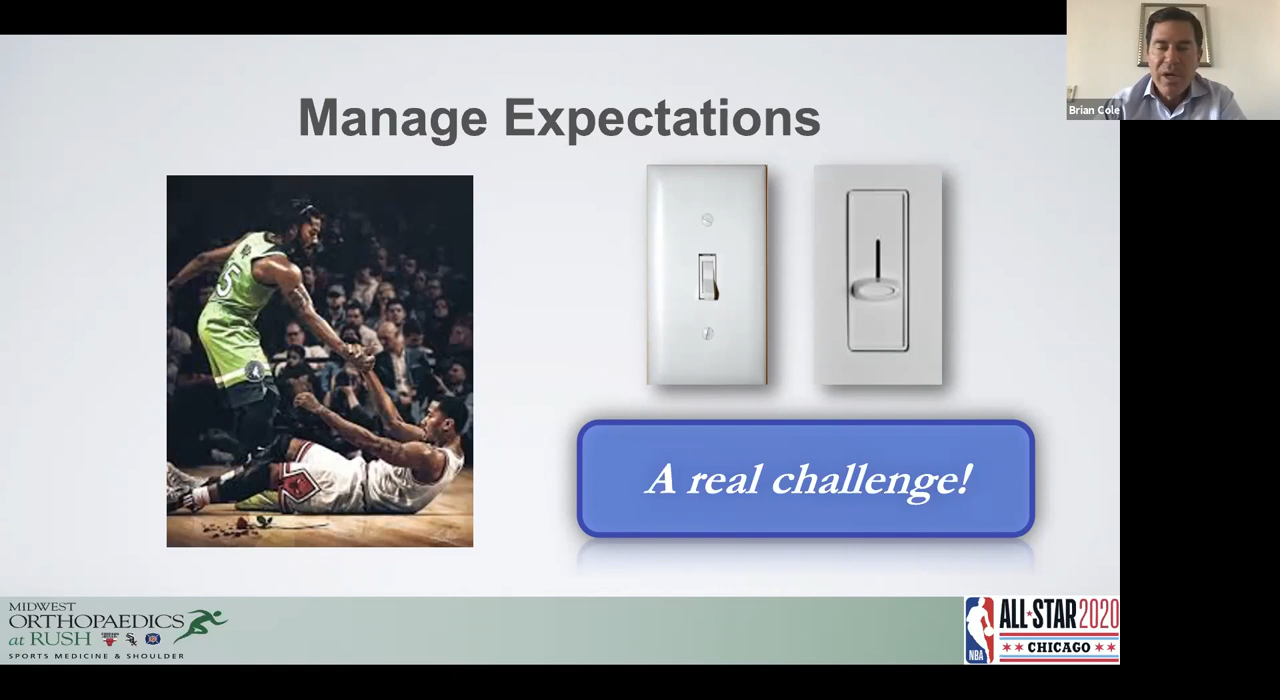 Manage Expectations
Brian Cole
A real challenge!
MIDWEST
ORTHOPAEDICS
at RUSH
SPORTS MEDICINE & SHOULDER
ALL★STAR 2020
CHICAGO
NBA